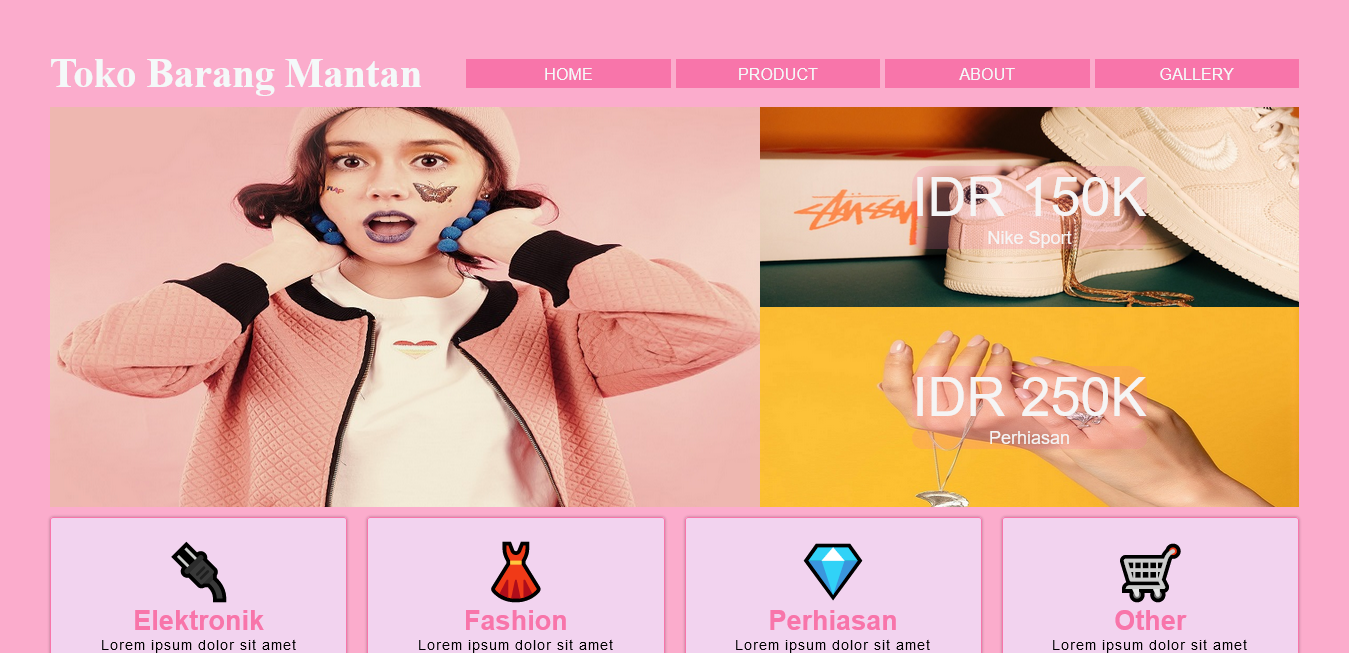 Toko Barang Mantan
HOME
PRODUCT
ABOUT
GALLERY
IDR 150K
Nike Sport
IDR 250K
Perhiasan
Elektronik
Lorem ipsum dolor sit amet
Fashion
Lorem ipsum dolor sit amet
Perhiasan
Lorem ipsum dolor sit amet
Other
Lorem ipsum dolor sit amet